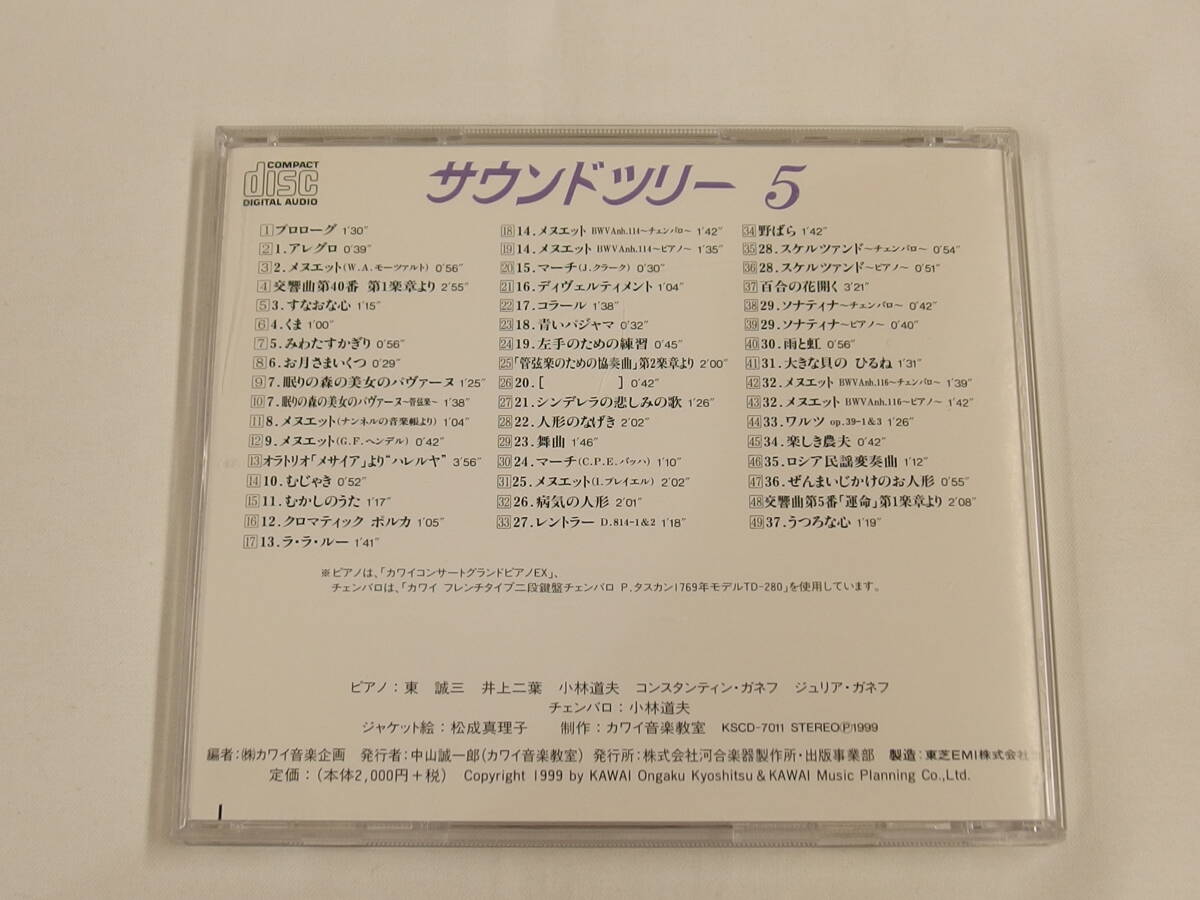 COMPACT
disc
DIGITAL AUDIO
サウンドツリー 5
1 プロローグ 1'30"
2 1.アレグロ 0'39"
3 2.メヌエット(W.A.モーツァルト) 0'56"
4 交響曲第40番 第1楽章より 2'55"
5 3.すなおな心 1'15"
6 4.くま 1'00"
7 5.みわたすかぎり 0'56"
8 6.お月さまいくつ 0'29"
9 7.眠りの森の美女のパヴァーヌ 1'25"
10 7.眠りの森の美女のパヴァーヌ~管弦楽~ 1'38"
11 8.メヌエット(ナンネルの音楽帳より) 1'04"
12 9.メヌエット(G.F.ヘンデル) 0'42"
13 オラトリオ「メサイア」より"ハレルヤ" 3'56"
14 10.むじゃき 0'52"
15 11.むかしのうた 1'17"
16 12.クロマティック ポルカ 1'05"
17 13.ラ・ラ・ルー 1'41"
18 14.メヌエット BWVAnh.114~チェンバロ~ 1'42"
19 14.メヌエット BWVAnh.114~ピアノ~ 1'35"
20 15.マーチ(J.クラーク) 0'30"
21 16.ディヴェルティメント 1'04"
22 17.コラール 1'38"
23 18.青いパジャマ 0'32"
24 19.左手のための練習 0'45"
25 「管弦楽のための協奏曲」第2楽章より 2'00"
26 20.[ ] 0'42"
27 21.シンデレラの悲しみの歌 1'26"
28 22.人形のなげき 2'02"
29 23.舞曲 1'46"
30 24.マーチ(C.P.E.バッハ) 1'10"
31 25.メヌエット(I.プレイエル) 2'02"
32 26.病気の人形 2'01"
33 27.レントラー D.814-1&2 1'18"
34 野ばら 1'42"
35 28.スケルツァンド~チェンバロ~ 0'54"
36 28.スケルツァンド~ピアノ~ 0'51"
37 百合の花開く 3'21"
38 29.ソナティナ~チェンバロ~ 0'42"
39 29.ソナティナ~ピアノ~ 0'40"
40 30.雨と虹 0'56"
41 31.大きな貝の ひるね 1'31"
42 32.メヌエット BWVAnh.116~チェンバロ~ 1'39"
43 32.メヌエット BWVAnh.116~ピアノ~ 1'42"
44 33.ワルツ op.39-1&3 1'26"
45 34.楽しき農夫 0'42"
46 35.ロシア民謡変奏曲 1'12"
47 36.ぜんまいじかけのお人形 0'55"
48 交響曲第5番「運命」第1楽章より 2'08"
49 37.うつろな心 1'19"
※ピアノは、「カワイコンサートグランドピアノEX」、
チェンバロは、「カワイ フレンチタイプ二段鍵盤チェンバロ P.タスカン1769年モデルTD-280」を使用しています。
ピアノ:東 誠三 井上二葉 小林道夫 コンスタンティン・ガネフ ジュリア・ガネフ
チェンバロ:小林道夫
ジャケット絵:松成真理子 制作:カワイ音楽教室 KSCD-7011 STEREOⓅ1999
編者:㈱カワイ音楽企画 発行者:中山誠一郎(カワイ音楽教室) 発行所:株式会社河合楽器製作所・出版事業部 製造:東芝EMI株式会社
定価:(本体2,000円+税) Copyright 1999 by KAWAI Ongaku Kyoshitsu & KAWAI Music Planning Co.,Ltd.